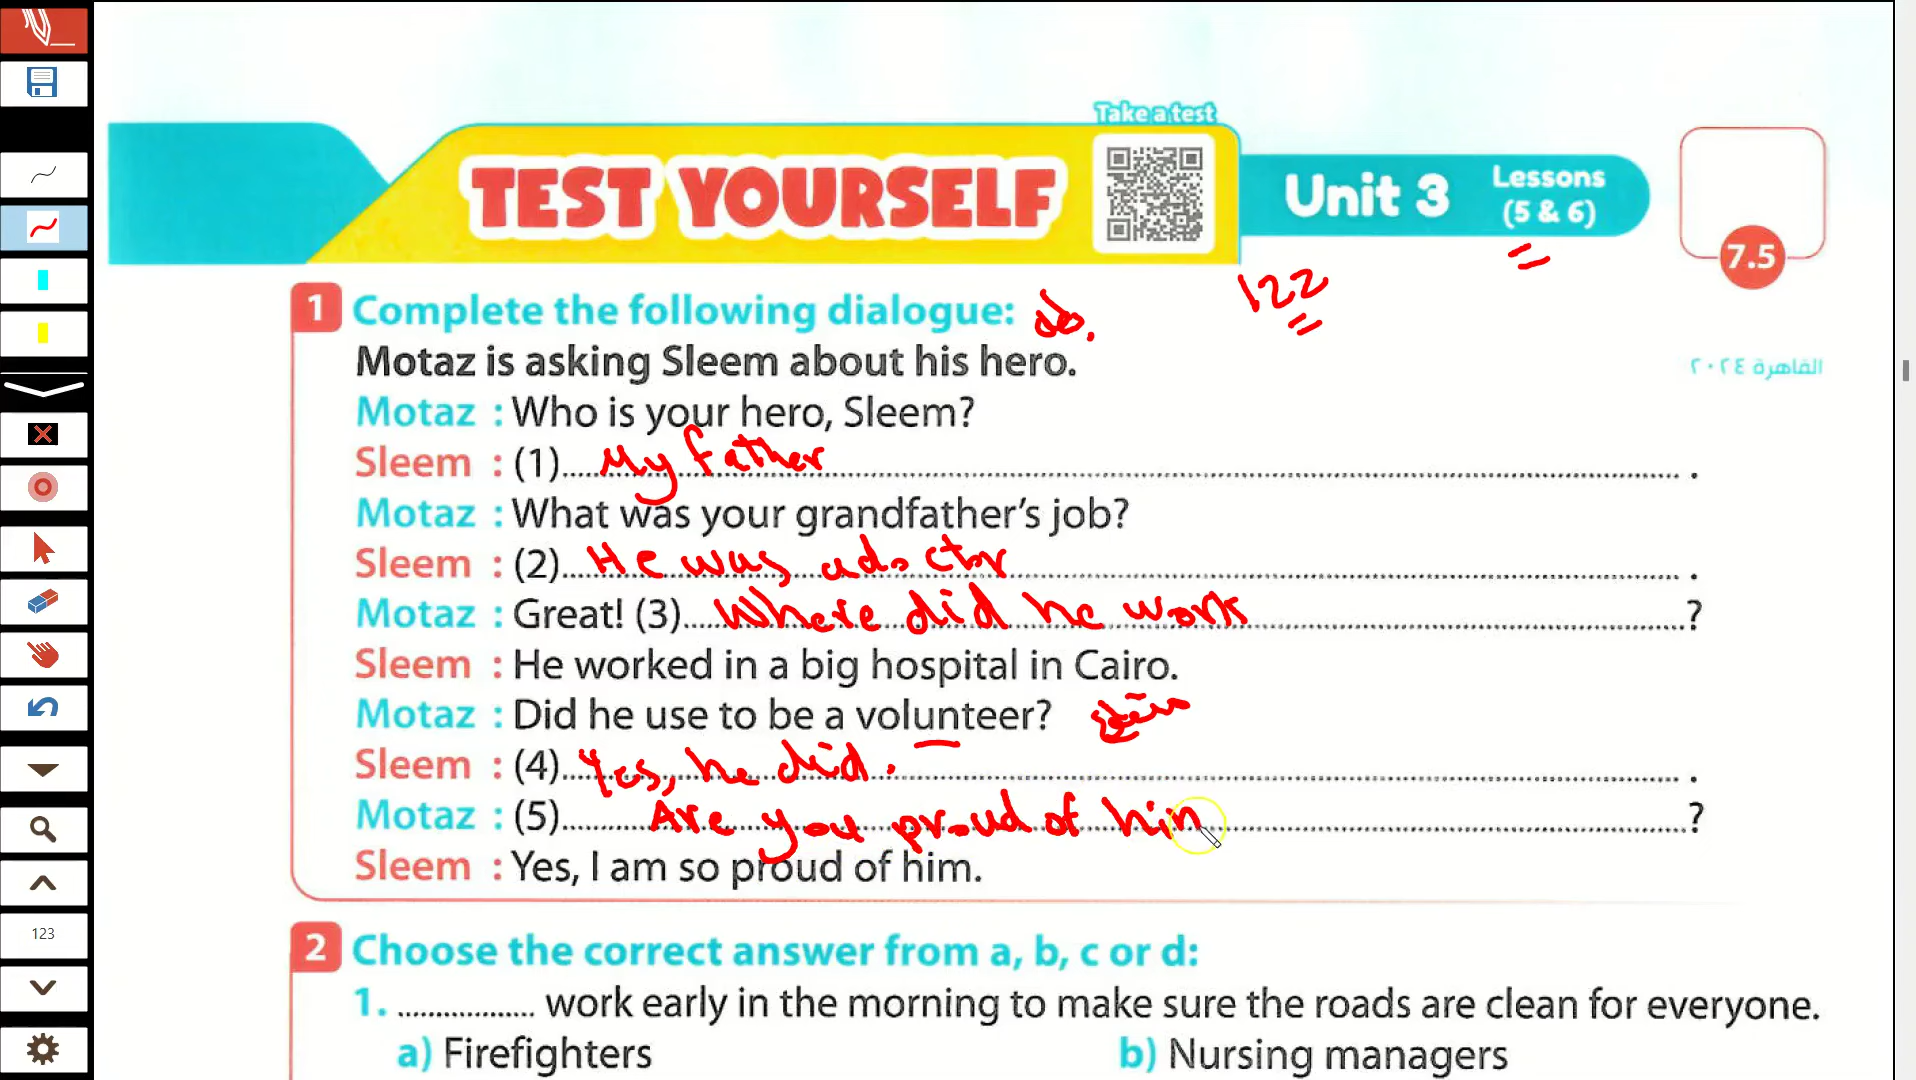 Take a test
TEST YOURSELF
Unit 3
Lessons
(5 & 6)
7.5
122
1 Complete the following dialogue:
القاهرة ٢٠٢٤
Motaz is asking Sleem about his hero.
Motaz : Who is your hero, Sleem?
Sleem : (1)..... My father ..... .
Motaz : What was your grandfather's job?
Sleem : (2)..... He was a doctor ..... .
Motaz : Great! (3)..... Where did he work ..... ?
Sleem : He worked in a big hospital in Cairo.
Motaz : Did he use to be a volunteer?
Sleem : (4)..... Yes, he did. ..... .
Motaz : (5)..... Are you proud of him ..... ?
Sleem : Yes, I am so proud of him.
2 Choose the correct answer from a, b, c or d:
1. .................. work early in the morning to make sure the roads are clean for everyone.
a) Firefighters b) Nursing managers
123